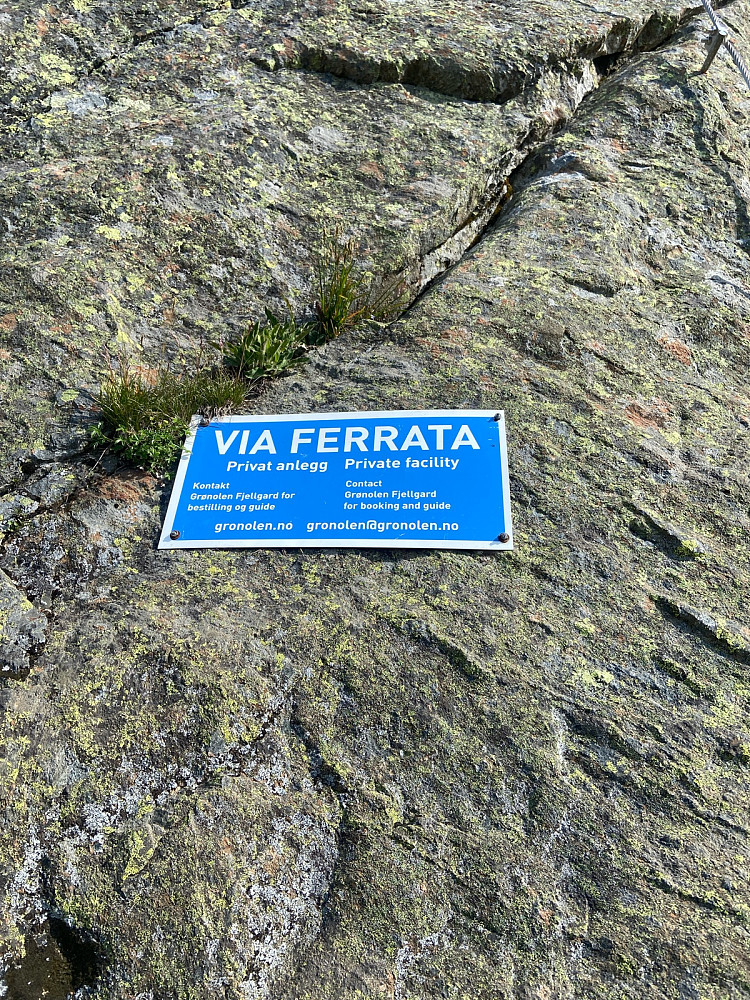 VIA FERRATA
Privat anlegg Private facility
Kontakt
Grønolen Fjellgard for
bestilling og guide
Contact
Grønolen Fjellgard
for booking and guide
gronolen.no gronolen@gronolen.no